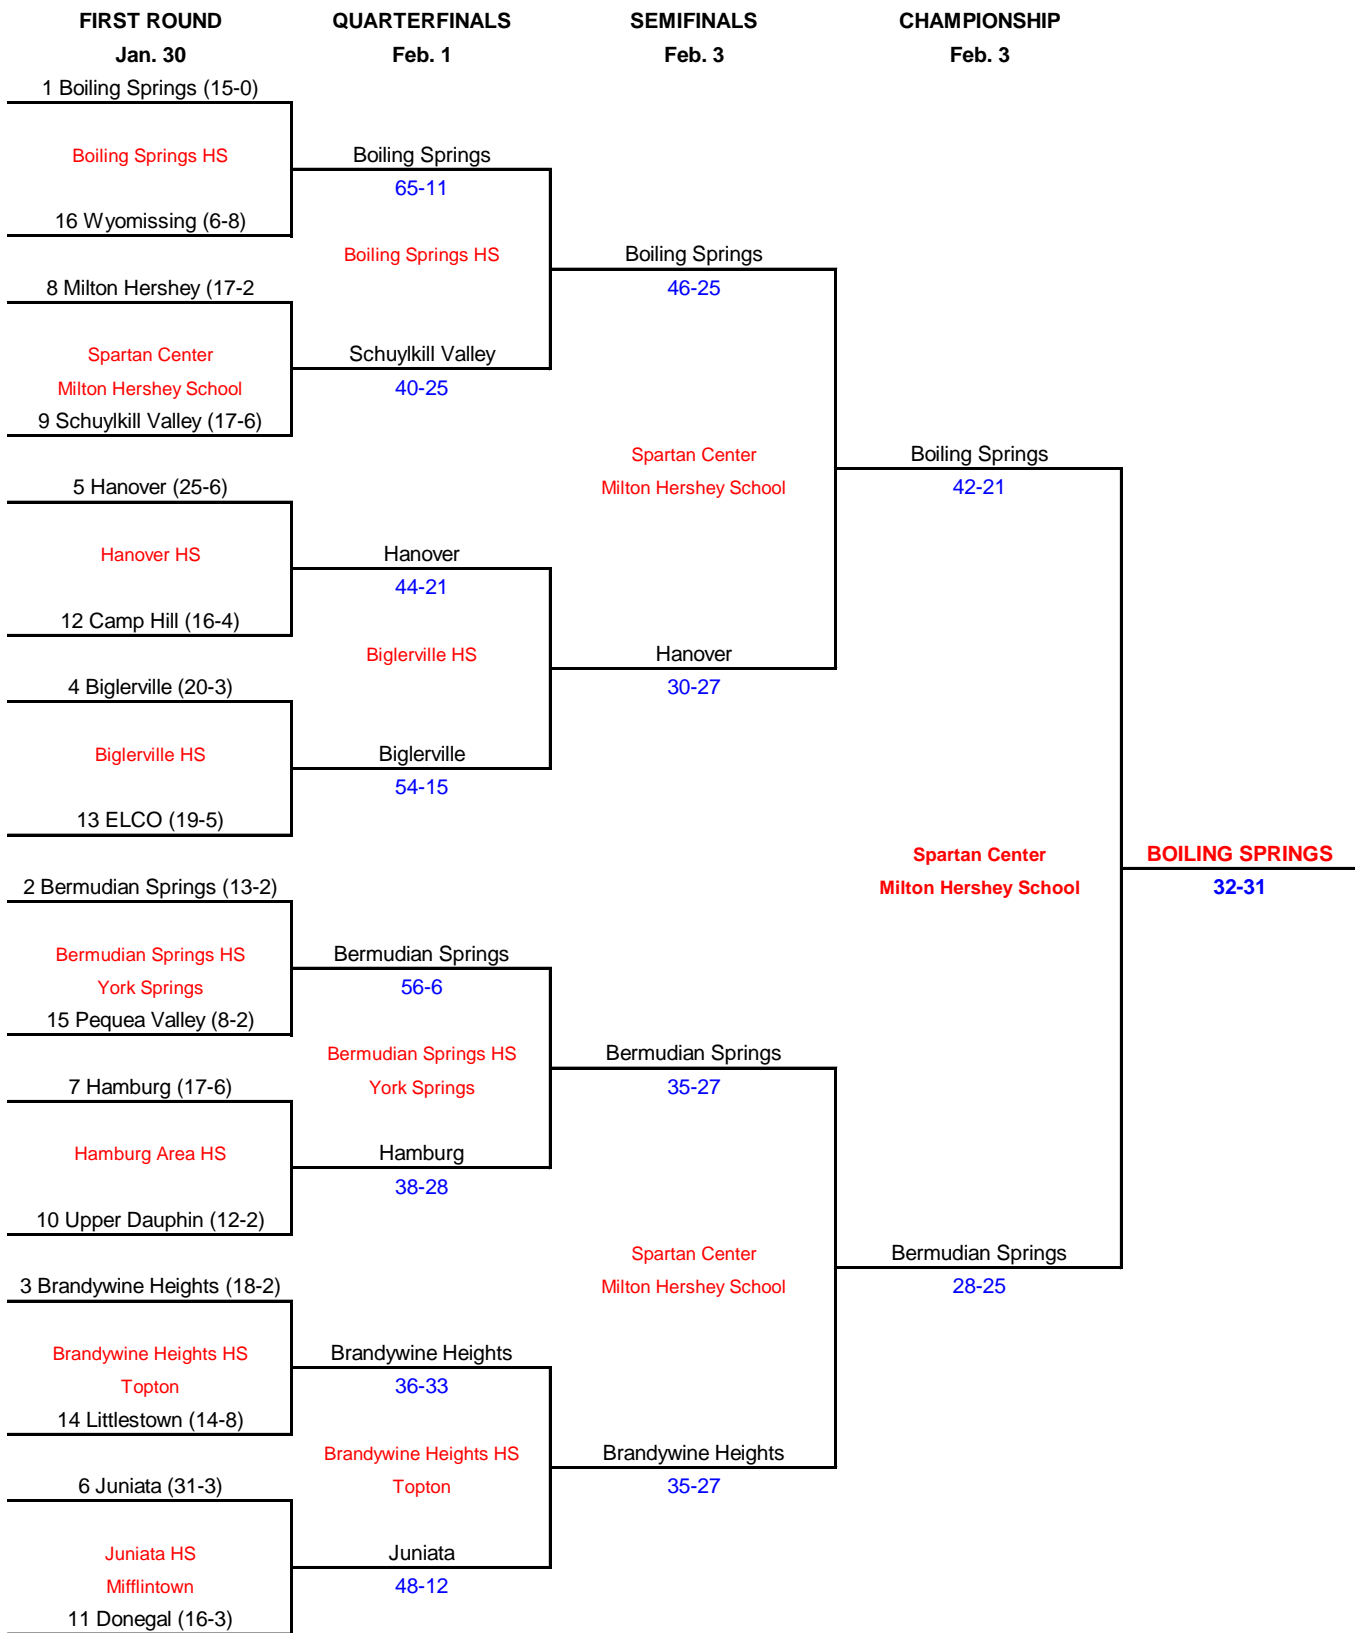 FIRST ROUND QUARTERFINALS SEMIFINALS CHAMPIONSHIP
Jan. 30 Feb. 1 Feb. 3 Feb. 3
1 Boiling Springs (15-0)
Boiling Springs HS Boiling Springs
65-11
16 Wyomissing (6-8)
Boiling Springs HS Boiling Springs
8 Milton Hershey (17-2 46-25
Spartan Center Schuylkill Valley
Milton Hershey School 40-25
9 Schuylkill Valley (17-6)
Spartan Center Boiling Springs
5 Hanover (25-6) Milton Hershey School 42-21
Hanover HS Hanover
44-21
12 Camp Hill (16-4)
Biglerville HS Hanover
4 Biglerville (20-3) 30-27
Biglerville HS Biglerville
54-15
13 ELCO (19-5)
Spartan Center BOILING SPRINGS
2 Bermudian Springs (13-2) Milton Hershey School 32-31
Bermudian Springs HS Bermudian Springs
York Springs 56-6
15 Pequea Valley (8-2)
Bermudian Springs HS Bermudian Springs
7 Hamburg (17-6) York Springs 35-27
Hamburg Area HS Hamburg
38-28
10 Upper Dauphin (12-2)
Spartan Center Bermudian Springs
3 Brandywine Heights (18-2) Milton Hershey School 28-25
Brandywine Heights HS Brandywine Heights
Topton 36-33
14 Littlestown (14-8)
Brandywine Heights HS Brandywine Heights
6 Juniata (31-3) Topton 35-27
Juniata HS Juniata
Mifflintown 48-12
11 Donegal (16-3)